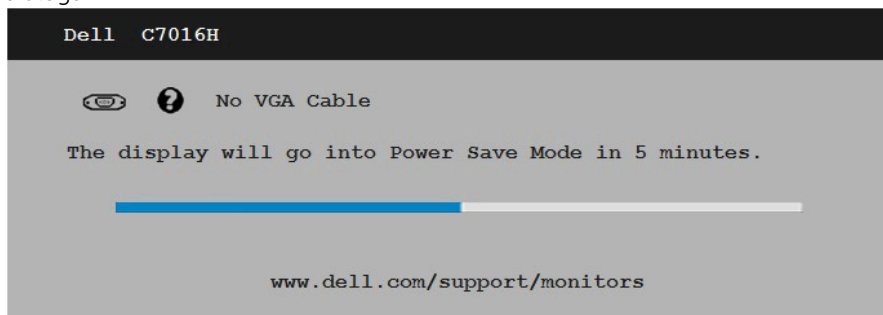 Dell C7016H
No VGA Cable
The display will go into Power Save Mode in 5 minutes.
www.dell.com/support/monitors